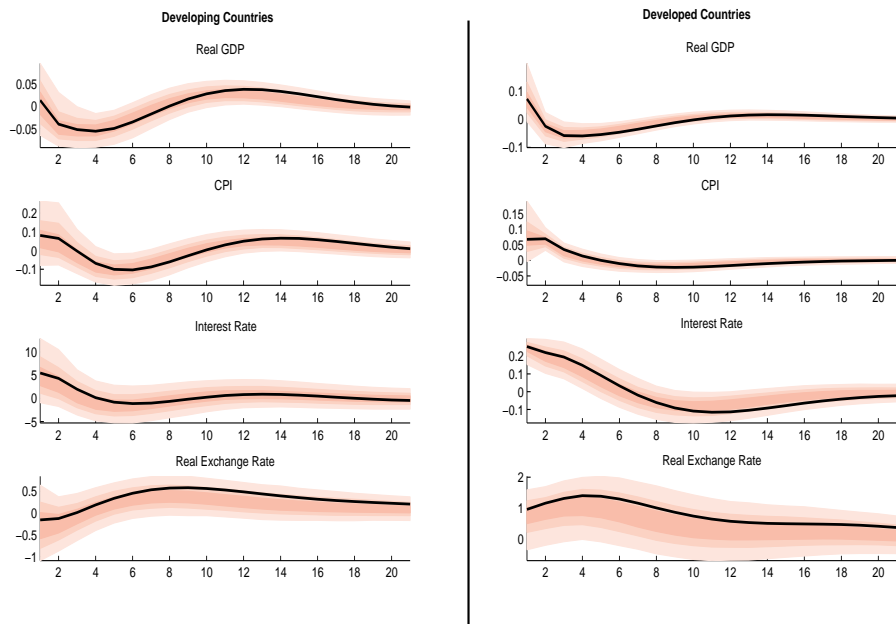 Developing Countries
Real GDP
0.05
0
−0.05
2 4 6 8 10 12 14 16 18 20
CPI
0.2
0.1
0
−0.1
2 4 6 8 10 12 14 16 18 20
Interest Rate
10
5
0
−5
2 4 6 8 10 12 14 16 18 20
Real Exchange Rate
0.5
0
−0.5
−1
2 4 6 8 10 12 14 16 18 20
Developed Countries
Real GDP
0.1
0
−0.1
2 4 6 8 10 12 14 16 18 20
CPI
0.15
0.1
0.05
0
−0.05
2 4 6 8 10 12 14 16 18 20
Interest Rate
0.2
0.1
0
−0.1
2 4 6 8 10 12 14 16 18 20
Real Exchange Rate
2
1
0
2 4 6 8 10 12 14 16 18 20